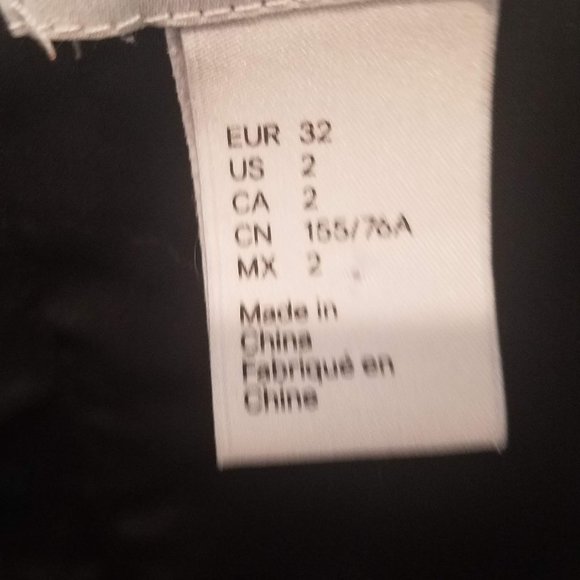 EUR 32
US 2
CA 2
CN 155/76A
MX 2
Made in
China
Fabriqué en
Chine